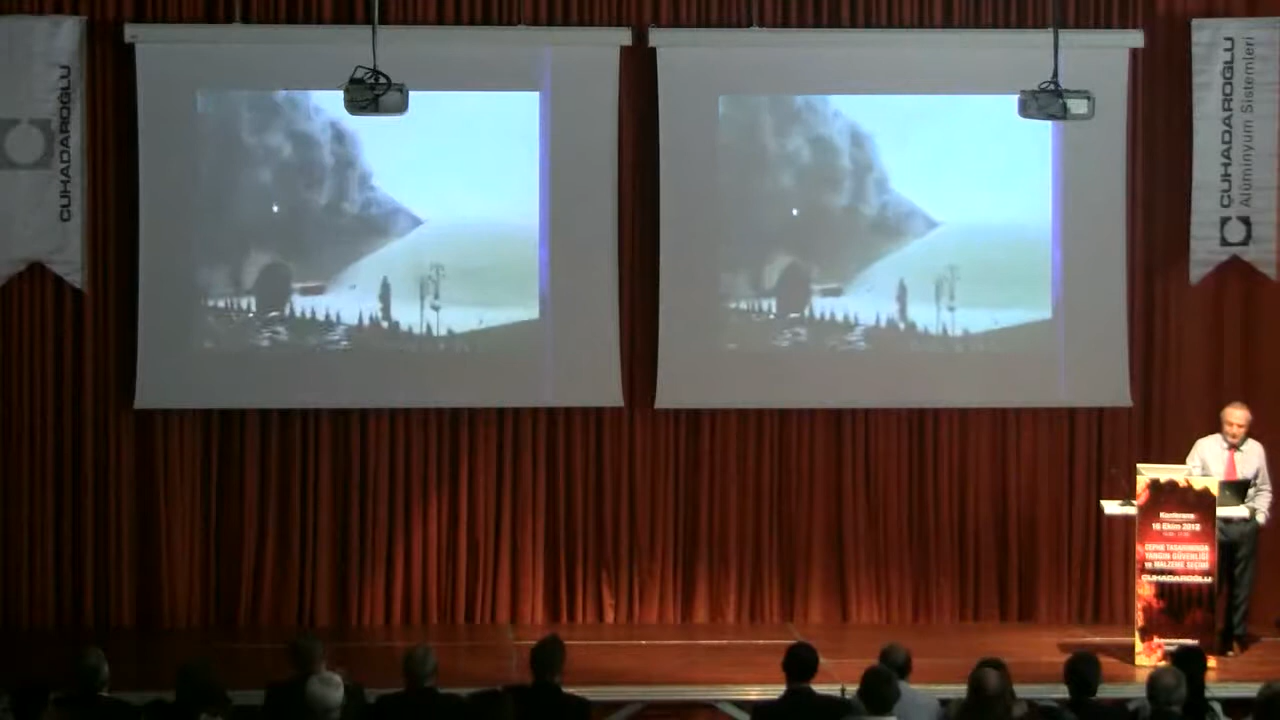 ÇUHADAROĞLU
ÇUHADAROĞLU
Alüminyum Sistemleri
Konferans
16 Ekim 2012
CEPHE TASARIMINDA
YANGIN GÜVENLİĞİ
ve MALZEME SEÇİMİ
ÇUHADAROĞLU